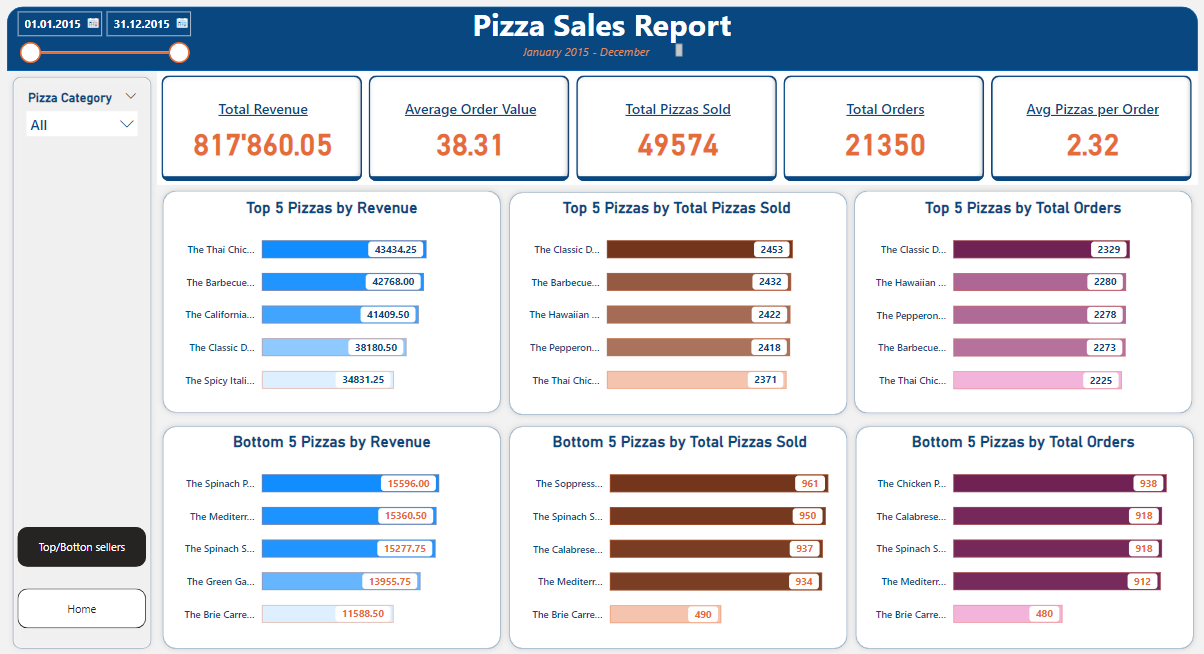 01.01.2015
31.12.2015
Pizza Sales Report
January 2015 - December
Pizza Category
All
Total Revenue
817'860.05
Average Order Value
38.31
Total Pizzas Sold
49574
Total Orders
21350
Avg Pizzas per Order
2.32
Top 5 Pizzas by Revenue
The Thai Chic... 43434.25
The Barbecue... 42768.00
The California... 41409.50
The Classic D... 38180.50
The Spicy Itali... 34831.25
Top 5 Pizzas by Total Pizzas Sold
The Classic D... 2453
The Barbecue... 2432
The Hawaiian ... 2422
The Pepperon... 2418
The Thai Chic... 2371
Top 5 Pizzas by Total Orders
The Classic D... 2329
The Hawaiian ... 2280
The Pepperon... 2278
The Barbecue... 2273
The Thai Chic... 2225
Bottom 5 Pizzas by Revenue
The Spinach P... 15596.00
The Mediterr... 15360.50
The Spinach S... 15277.75
The Green Ga... 13955.75
The Brie Carre... 11588.50
Bottom 5 Pizzas by Total Pizzas Sold
The Soppress... 961
The Spinach S... 950
The Calabrese... 937
The Mediterr... 934
The Brie Carre... 490
Bottom 5 Pizzas by Total Orders
The Chicken P... 938
The Calabrese... 918
The Spinach S... 918
The Mediterr... 912
The Brie Carre... 480
Top/Botton sellers
Home